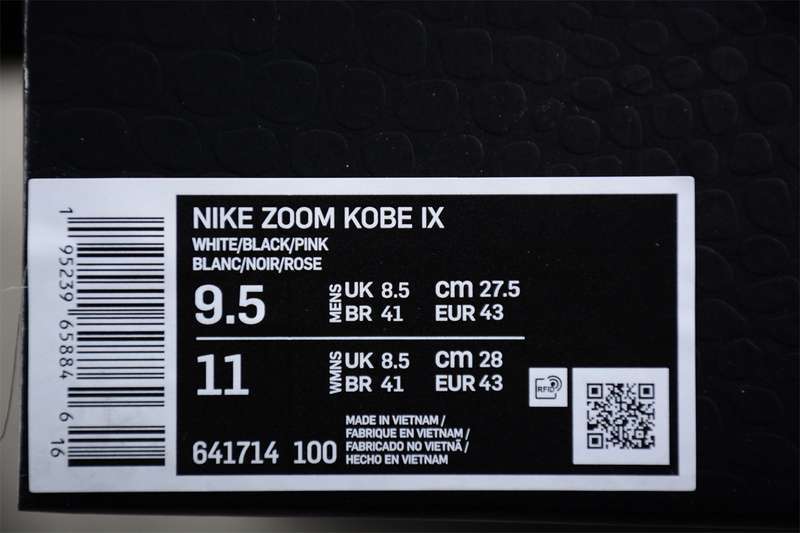 NIKE ZOOM KOBE IX
WHITE/BLACK/PINK
BLANC/NOIR/ROSE
9.5 MENS UK 8.5 cm 27.5
BR 41 EUR 43
11 WMNS UK 8.5 cm 28
BR 41 EUR 43
RFID
641714 100
MADE IN VIETNAM /
FABRIQUE EN VIETNAM /
FABRICADO NO VIETNÃ /
HECHO EN VIETNAM
1 95239 65884 6 16